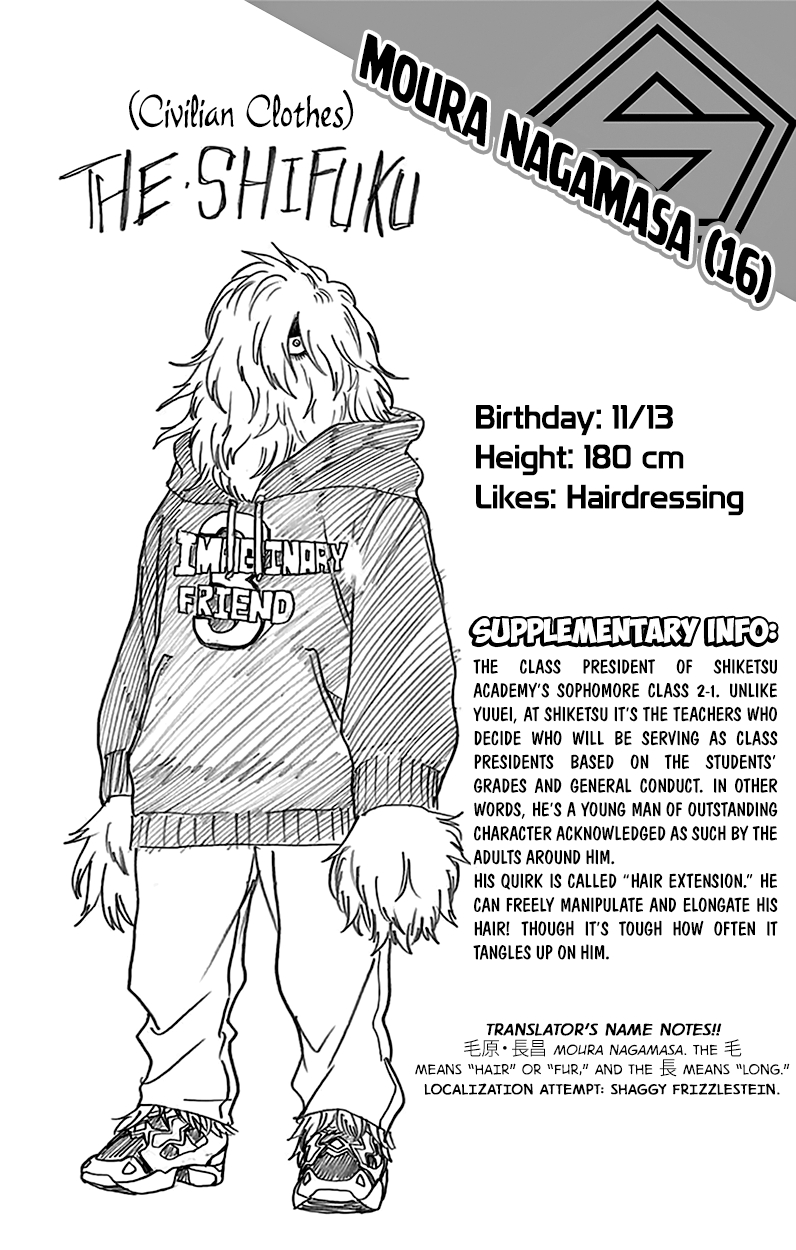 MOURA NAGAMASA (16)
(Civilian Clothes)
THE·SHIFUKU
IMAGINARY
FRIEND
Birthday: 11/13
Height: 180 cm
Likes: Hairdressing
SUPPLEMENTARY INFO:
THE CLASS PRESIDENT OF SHIKETSU
ACADEMY'S SOPHOMORE CLASS 2-1. UNLIKE
YUUEI, AT SHIKETSU IT'S THE TEACHERS WHO
DECIDE WHO WILL BE SERVING AS CLASS
PRESIDENTS BASED ON THE STUDENTS'
GRADES AND GENERAL CONDUCT. IN OTHER
WORDS, HE'S A YOUNG MAN OF OUTSTANDING
CHARACTER ACKNOWLEDGED AS SUCH BY THE
ADULTS AROUND HIM.
HIS QUIRK IS CALLED "HAIR EXTENSION." HE
CAN FREELY MANIPULATE AND ELONGATE HIS
HAIR! THOUGH IT'S TOUGH HOW OFTEN IT
TANGLES UP ON HIM.
TRANSLATOR'S NAME NOTES!!
毛原・長昌 MOURA NAGAMASA. THE 毛
MEANS "HAIR" OR "FUR," AND THE 長 MEANS "LONG."
LOCALIZATION ATTEMPT: SHAGGY FRIZZLESTEIN.